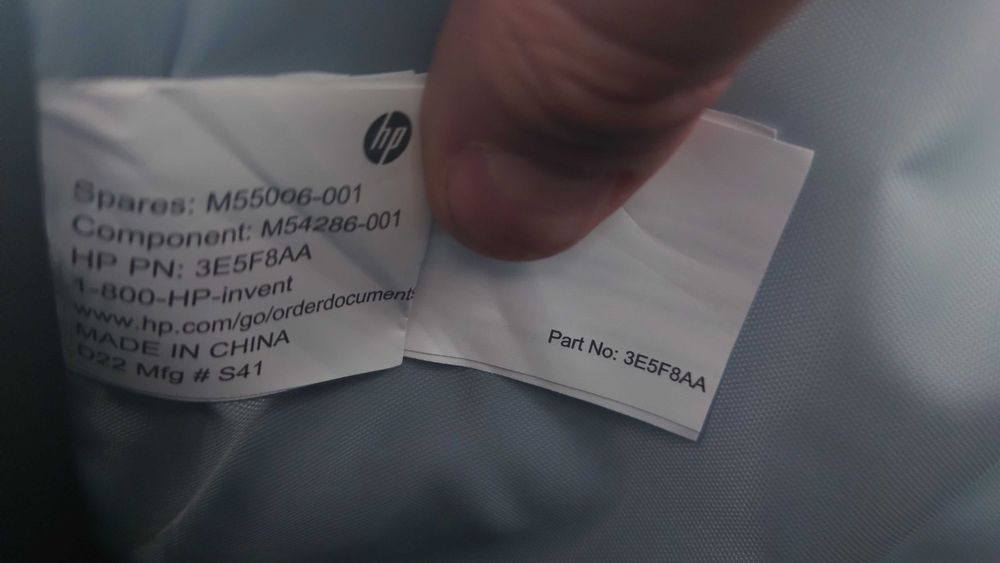 hp
Spares: M55006-001
Component: M54286-001
HP PN: 3E5F8AA
1-800-HP-invent
www.hp.com/go/orderdocuments
MADE IN CHINA
D22 Mfg # S41
Part No: 3E5F8AA